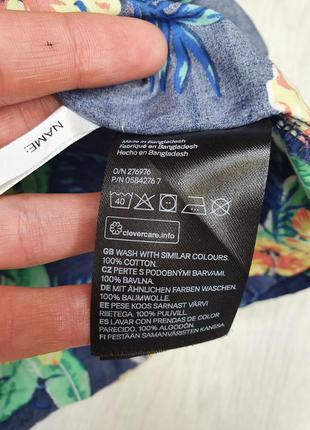 NAME:
Made in Bangladesh
Fabriqué en Bangladesh
Hecho en Bangladesh
O/N 276976
P/N 0584276 7
40
clevercare.info
GB WASH WITH SIMILAR COLOURS.
100% COTTON.
CZ PERTE S PODOBNÝMI BARVAMI.
100% BAVLNA.
DE MIT ÄHNLICHEN FARBEN WASCHEN.
100% BAUMWOLLE.
EE PESE KOOS SARNAST VÄRVI
RIIETEGA. 100% PUUVILL.
ES LAVAR CON PRENDAS DE COLOR
PARECIDO. 100% ALGODÓN.
FI PESTÄÄN SAMANVÄRISTEN KANSSA.